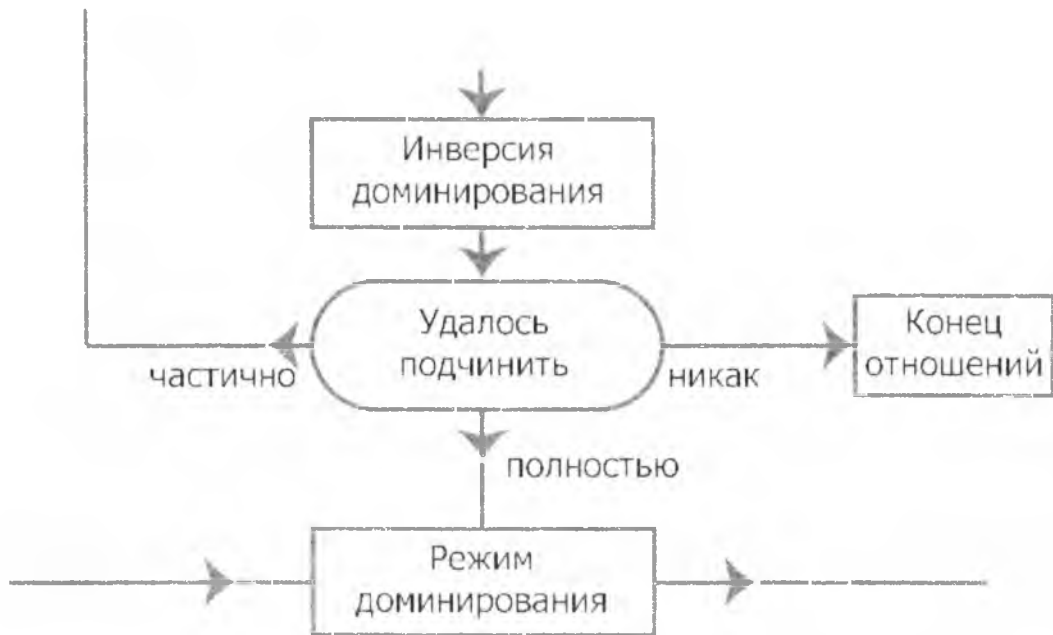 Инверсия
доминирования
Удалось
подчинить
частично
никак
Конец
отношений
полностью
Режим
доминирования